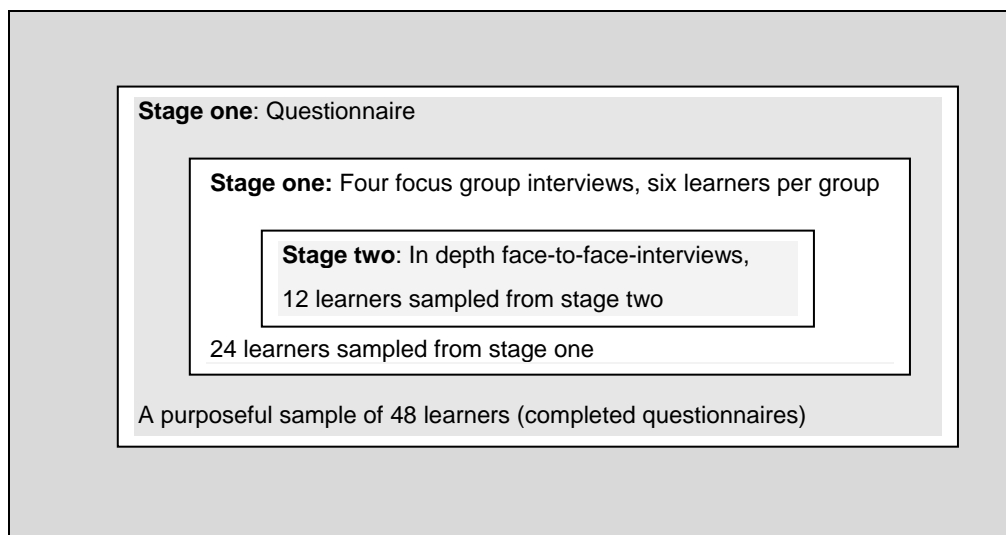 Stage one: Questionnaire
Stage one: Four focus group interviews, six learners per group
Stage two: In depth face-to-face-interviews,
12 learners sampled from stage two
24 learners sampled from stage one
A purposeful sample of 48 learners (completed questionnaires)